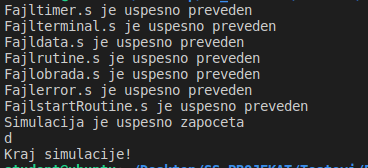 Fajltimer.s je uspesno preveden
Fajlterminal.s je uspesno preveden
Fajldata.s je uspesno preveden
Fajlrutine.s je uspesno preveden
Fajlobrada.s je uspesno preveden
Fajlerror.s je uspesno preveden
FajlstartRoutine.s je uspesno preveden
Simulacija je uspesno zapoceta
d
Kraj simulacije!